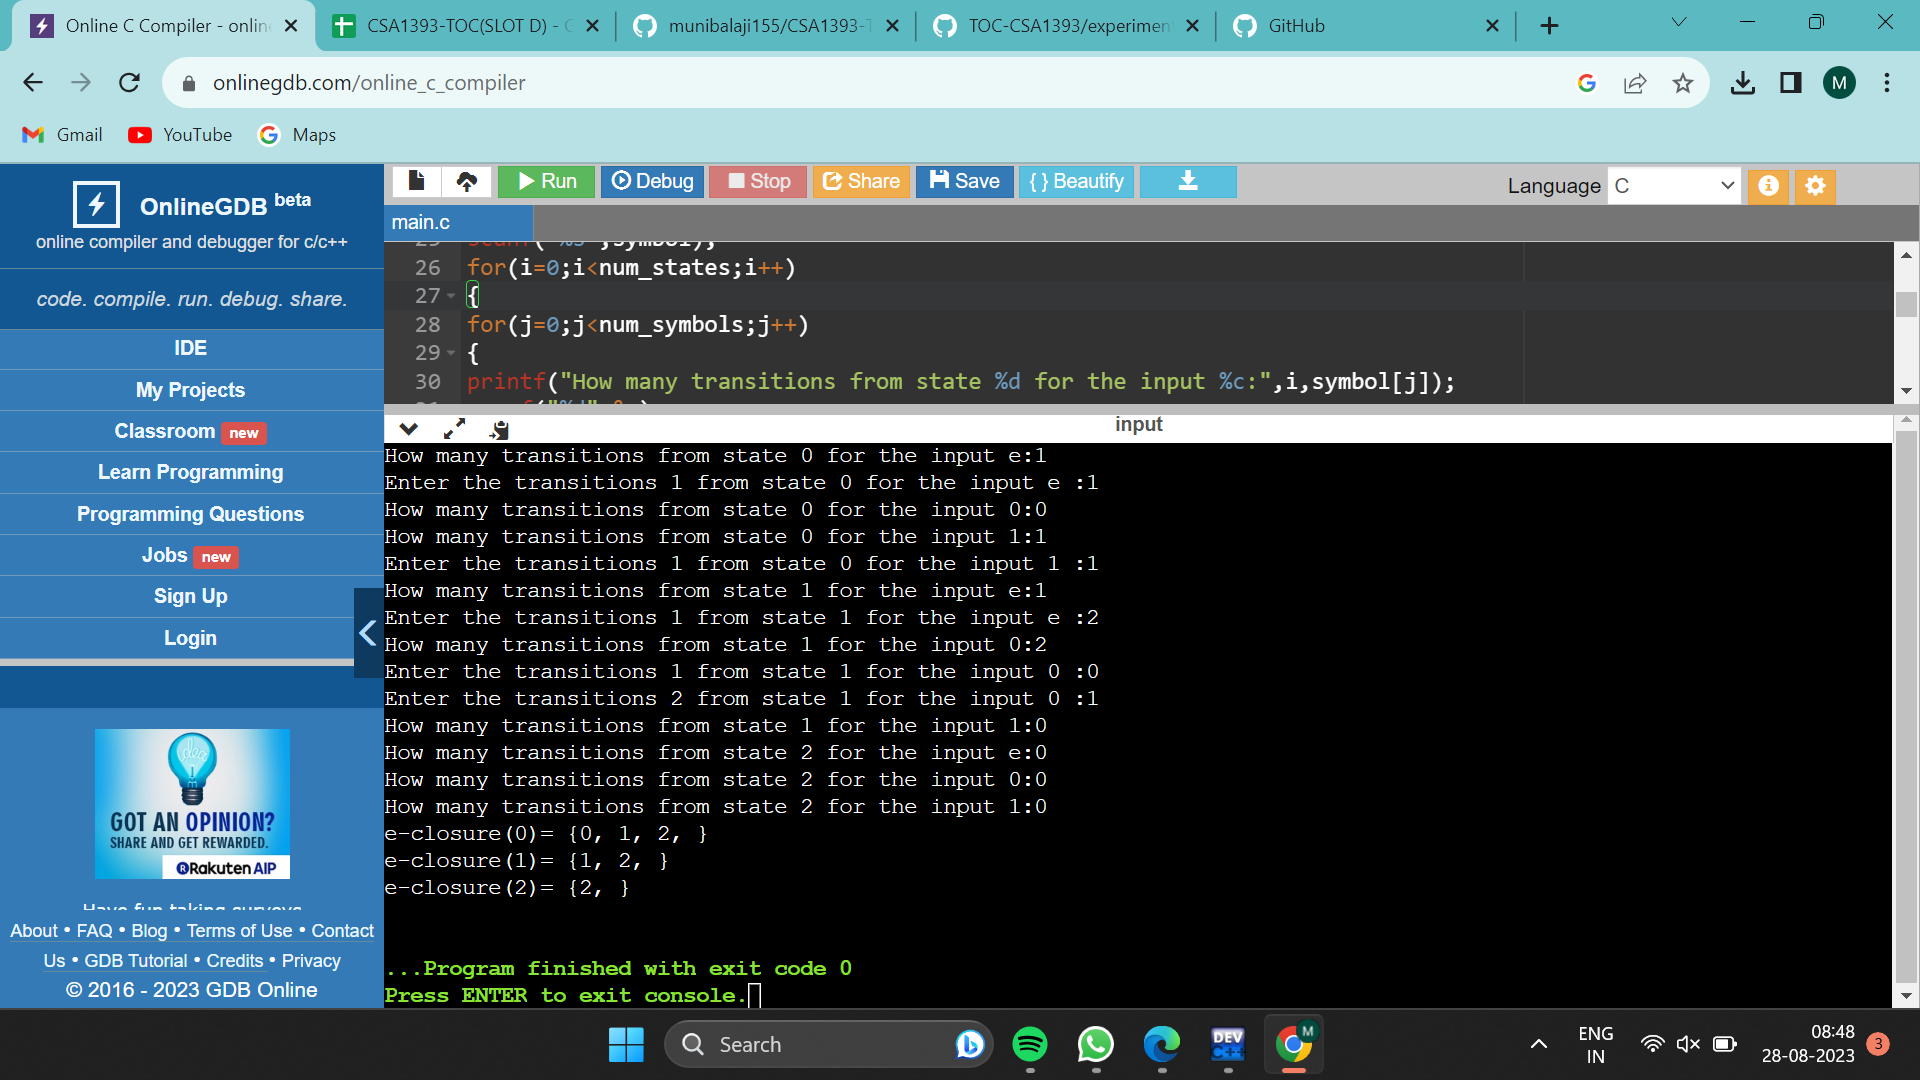 Online C Compiler - onlin
CSA1393-TOC(SLOT D) - G
munibalaji155/CSA1393-T
TOC-CSA1393/experimen
GitHub
onlinegdb.com/online_c_compiler
M
Gmail
YouTube
Maps
OnlineGDB beta
online compiler and debugger for c/c++
code. compile. run. debug. share.
IDE
My Projects
Classroom new
Learn Programming
Programming Questions
Jobs new
Sign Up
Login
GOT AN OPINION?
SHARE AND GET REWARDED.
Rakuten AIP
Have fun taking surveys
About • FAQ • Blog • Terms of Use • Contact
Us • GDB Tutorial • Credits • Privacy
© 2016 - 2023 GDB Online
Run
Debug
Stop
Share
Save
{ } Beautify
Language C
main.c
25 scanf("%s",symbol);
26 for(i=0;i<num_states;i++)
27 {
28 for(j=0;j<num_symbols;j++)
29 {
30 printf("How many transitions from state %d for the input %c:",i,symbol[j]);
input
How many transitions from state 0 for the input e:1
Enter the transitions 1 from state 0 for the input e :1
How many transitions from state 0 for the input 0:0
How many transitions from state 0 for the input 1:1
Enter the transitions 1 from state 0 for the input 1 :1
How many transitions from state 1 for the input e:1
Enter the transitions 1 from state 1 for the input e :2
How many transitions from state 1 for the input 0:2
Enter the transitions 1 from state 1 for the input 0 :0
Enter the transitions 2 from state 1 for the input 0 :1
How many transitions from state 1 for the input 1:0
How many transitions from state 2 for the input e:0
How many transitions from state 2 for the input 0:0
How many transitions from state 2 for the input 1:0
e-closure(0)= {0, 1, 2, }
e-closure(1)= {1, 2, }
e-closure(2)= {2, }
...Program finished with exit code 0
Press ENTER to exit console.
Search
DEV
C++
M
ENG
IN
08:48
28-08-2023
3